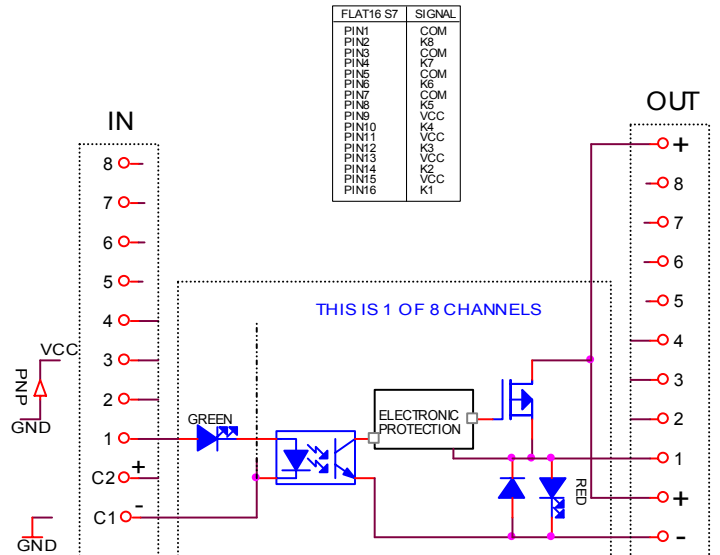 FLAT16 S7 SIGNAL
PIN1 COM
PIN2 K8
PIN3 COM
PIN4 K7
PIN5 COM
PIN6 K6
PIN7 COM
PIN8 K5
PIN9 VCC
PIN10 K4
PIN11 VCC
PIN12 K3
PIN13 VCC
PIN14 K2
PIN15 VCC
PIN16 K1
IN
8
7
6
5
4
3
2
1
C2 +
C1 -
VCC
PNP
GND
GND
THIS IS 1 OF 8 CHANNELS
GREEN
ELECTRONIC
PROTECTION
RED
OUT
+
8
7
6
5
4
3
2
1
+
-